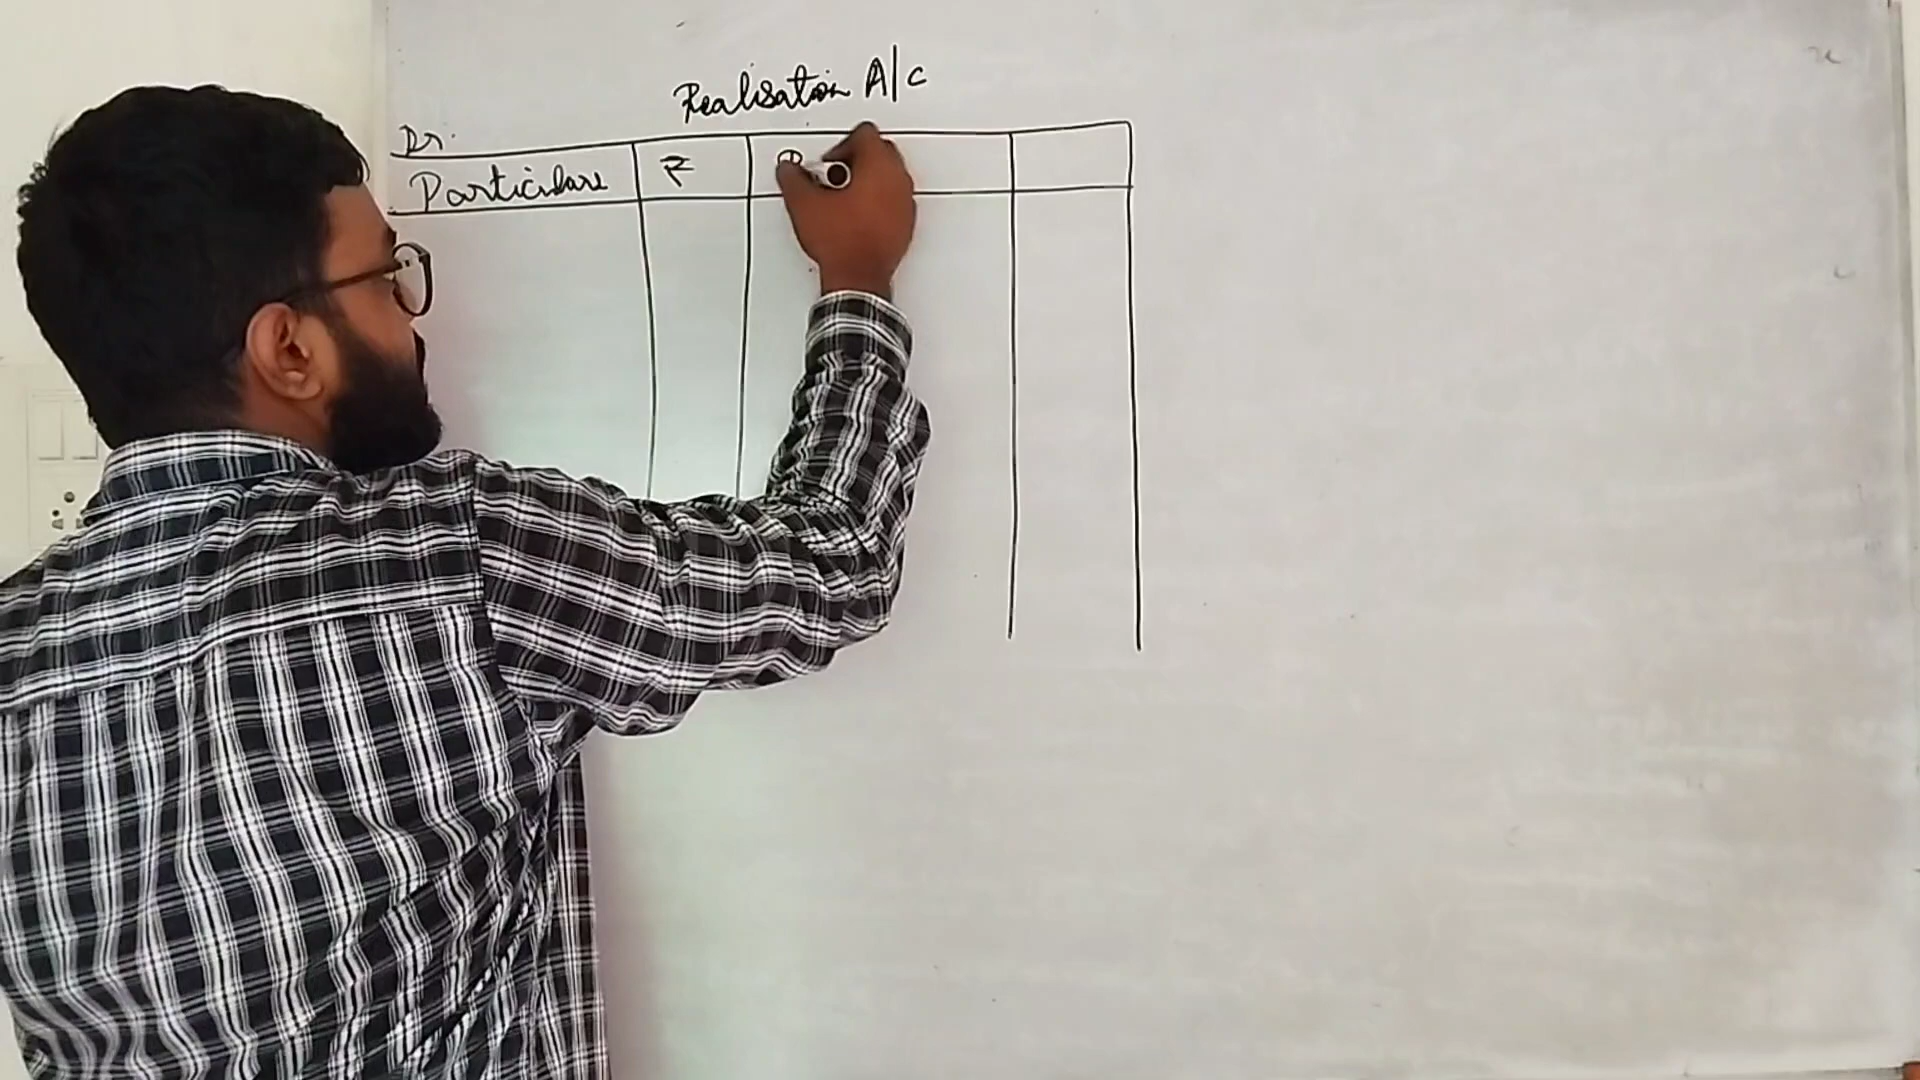 Realisation A/C
Dr.
Particulars ₹ P